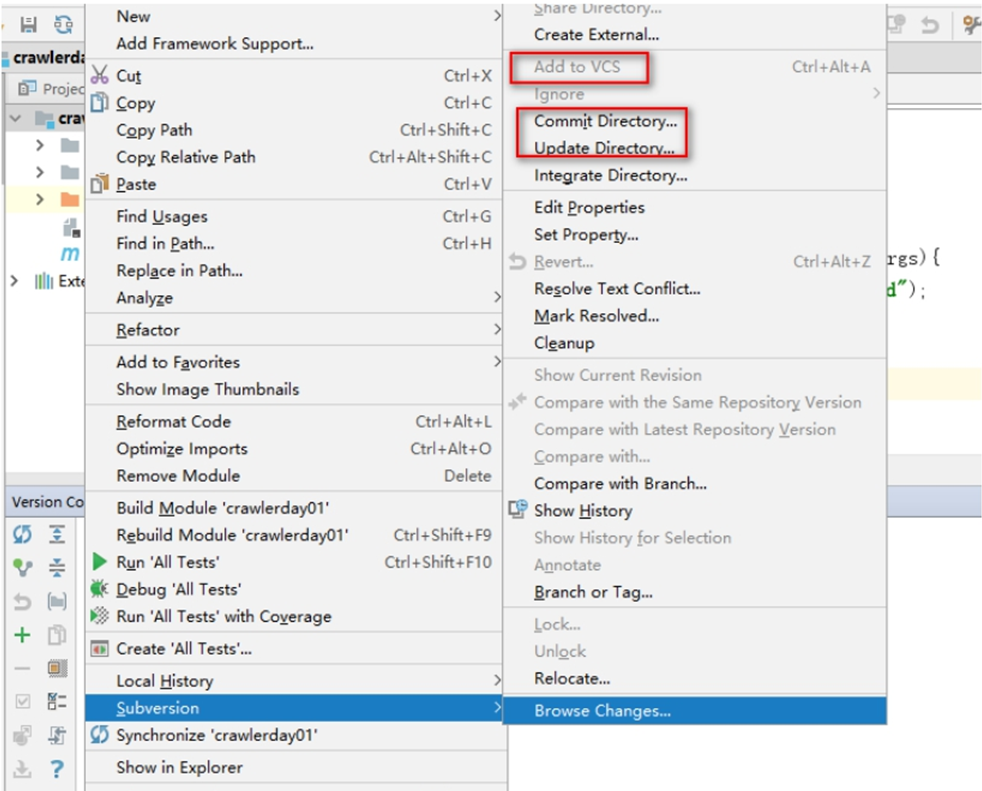 crawlerda
Projec
cra
Exte
New
Add Framework Support...
Cut Ctrl+X
Copy Ctrl+C
Copy Path Ctrl+Shift+C
Copy Relative Path Ctrl+Alt+Shift+C
Paste Ctrl+V
Find Usages Ctrl+G
Find in Path... Ctrl+H
Replace in Path...
Analyze
Refactor
Add to Favorites
Show Image Thumbnails
Reformat Code Ctrl+Alt+L
Optimize Imports Ctrl+Alt+O
Remove Module Delete
Build Module 'crawlerday01'
Rebuild Module 'crawlerday01' Ctrl+Shift+F9
Run 'All Tests' Ctrl+Shift+F10
Debug 'All Tests'
Run 'All Tests' with Coverage
Create 'All Tests'...
Local History
Subversion
Synchronize 'crawlerday01'
Show in Explorer
Share Directory...
Create External...
Add to VCS Ctrl+Alt+A
Ignore
Commit Directory...
Update Directory...
Integrate Directory...
Edit Properties
Set Property...
Revert... Ctrl+Alt+Z
Resolve Text Conflict...
Mark Resolved...
Cleanup
Show Current Revision
Compare with the Same Repository Version
Compare with Latest Repository Version
Compare with...
Compare with Branch...
Show History
Show History for Selection
Annotate
Branch or Tag...
Lock...
Unlock
Relocate...
Browse Changes...
rgs){
d");
Version Co